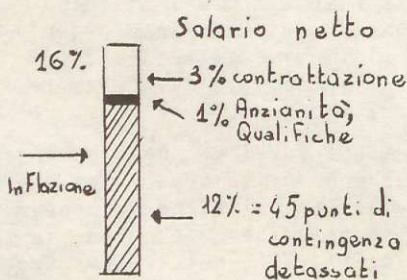 Salario netto
16%
3% contrattazione
1% Anzianità,
Qualifiche
Inflazione
12% = 45 punti di
contingenza
detassati